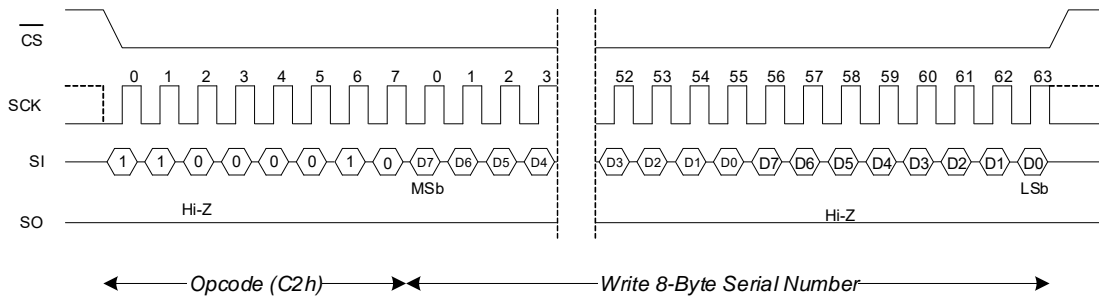 CS
0 1 2 3 4 5 6 7 0 1 2 3 52 53 54 55 56 57 58 59 60 61 62 63
SCK
SI 1 1 0 0 0 0 1 0 D7 D6 D5 D4 D3 D2 D1 D0 D7 D6 D5 D4 D3 D2 D1 D0
MSb LSb
Hi-Z Hi-Z
SO
Opcode (C2h) Write 8-Byte Serial Number